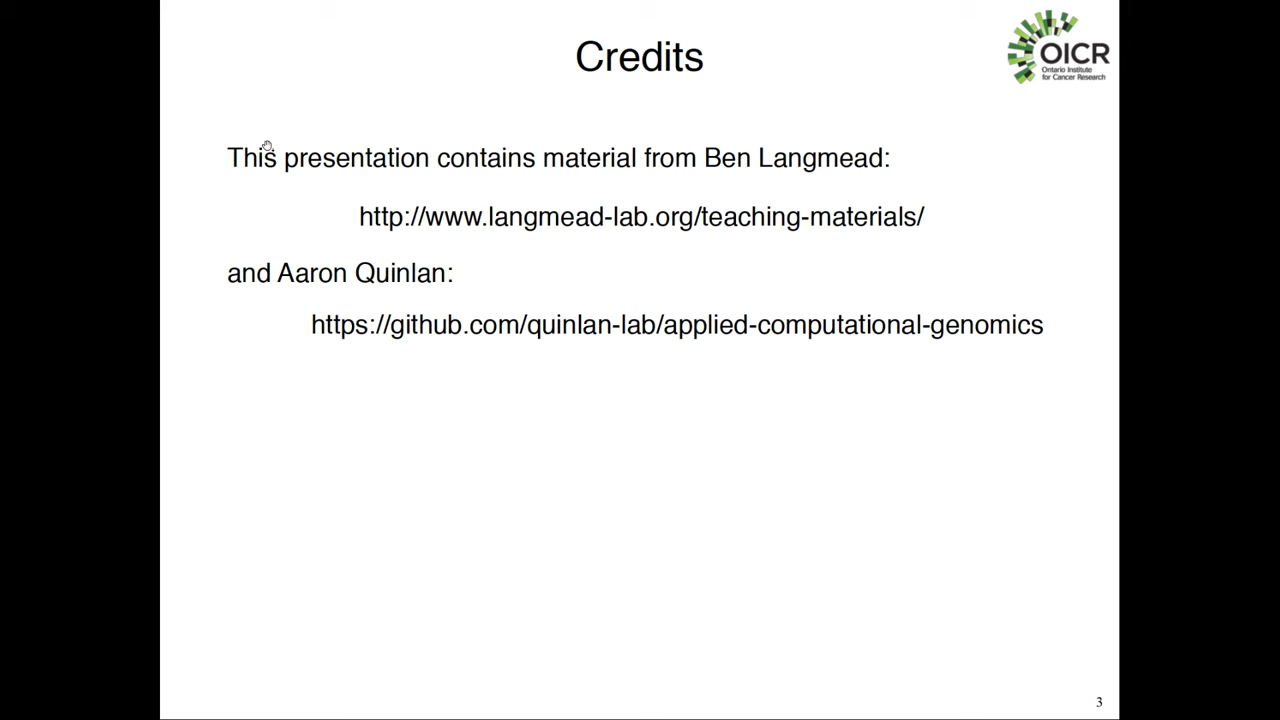 Credits
OICR
Ontario Institute
for Cancer Research
This presentation contains material from Ben Langmead:
http://www.langmead-lab.org/teaching-materials/
and Aaron Quinlan:
https://github.com/quinlan-lab/applied-computational-genomics
3